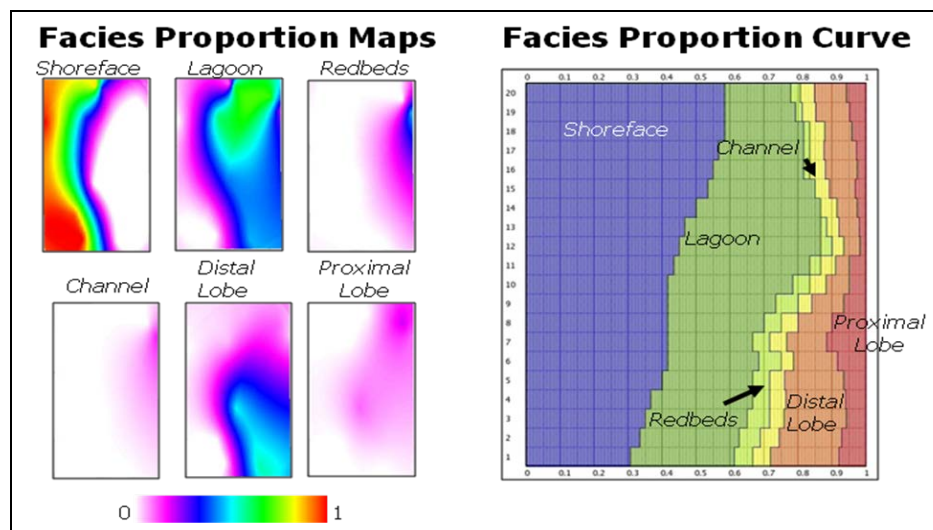 Facies Proportion Maps
Shoreface Lagoon Redbeds
Channel Distal Lobe Proximal Lobe
0 1
Facies Proportion Curve
0 0.1 0.2 0.3 0.4 0.5 0.6 0.7 0.8 0.9 1
20
19
18
17
16
15
14
13
12
11
10
9
8
7
6
5
4
3
2
1
Shoreface
Channel
Lagoon
Proximal
Lobe
Redbeds
Distal
Lobe
0 0.1 0.2 0.3 0.4 0.5 0.6 0.7 0.8 0.9 1